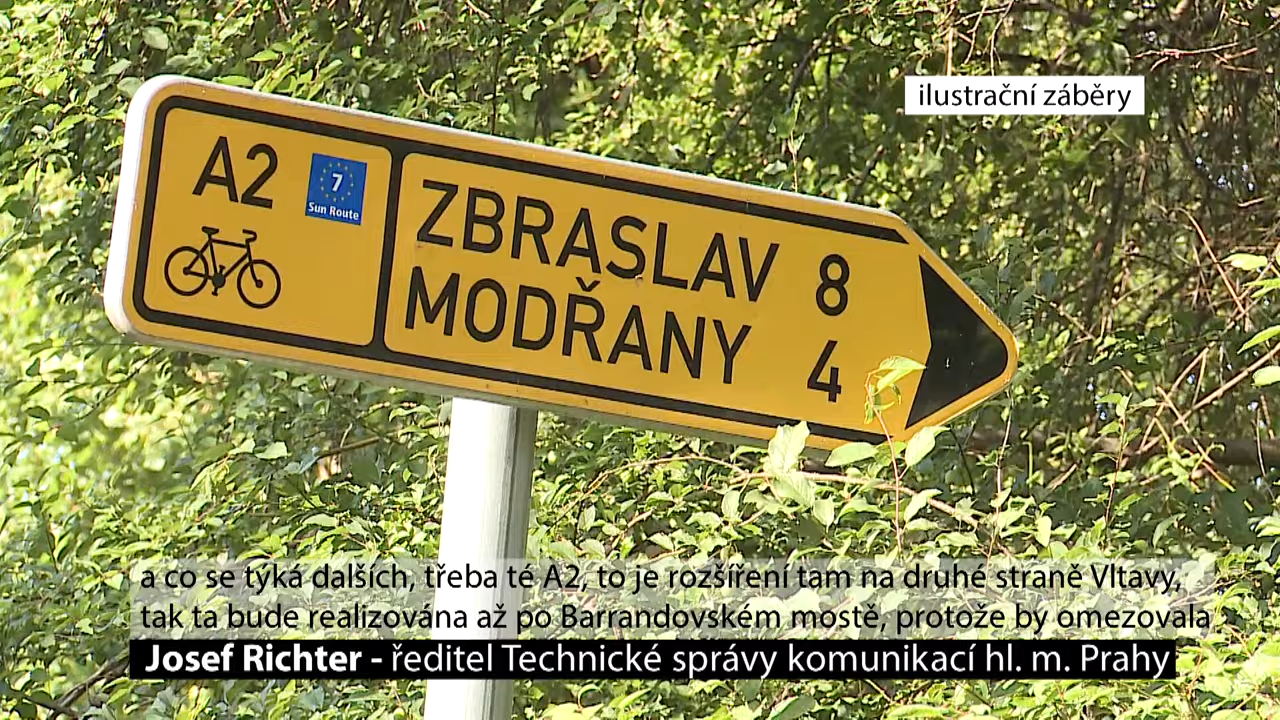 ilustrační záběry
A2
7
Sun Route
ZBRASLAV 8
MODŘANY 4
a co se týká dalších, třeba té A2, to je rozšíření tam na druhé straně Vltavy,
tak ta bude realizována až po Barrandovském mostě, protože by omezovala
Josef Richter - ředitel Technické správy komunikací hl. m. Prahy